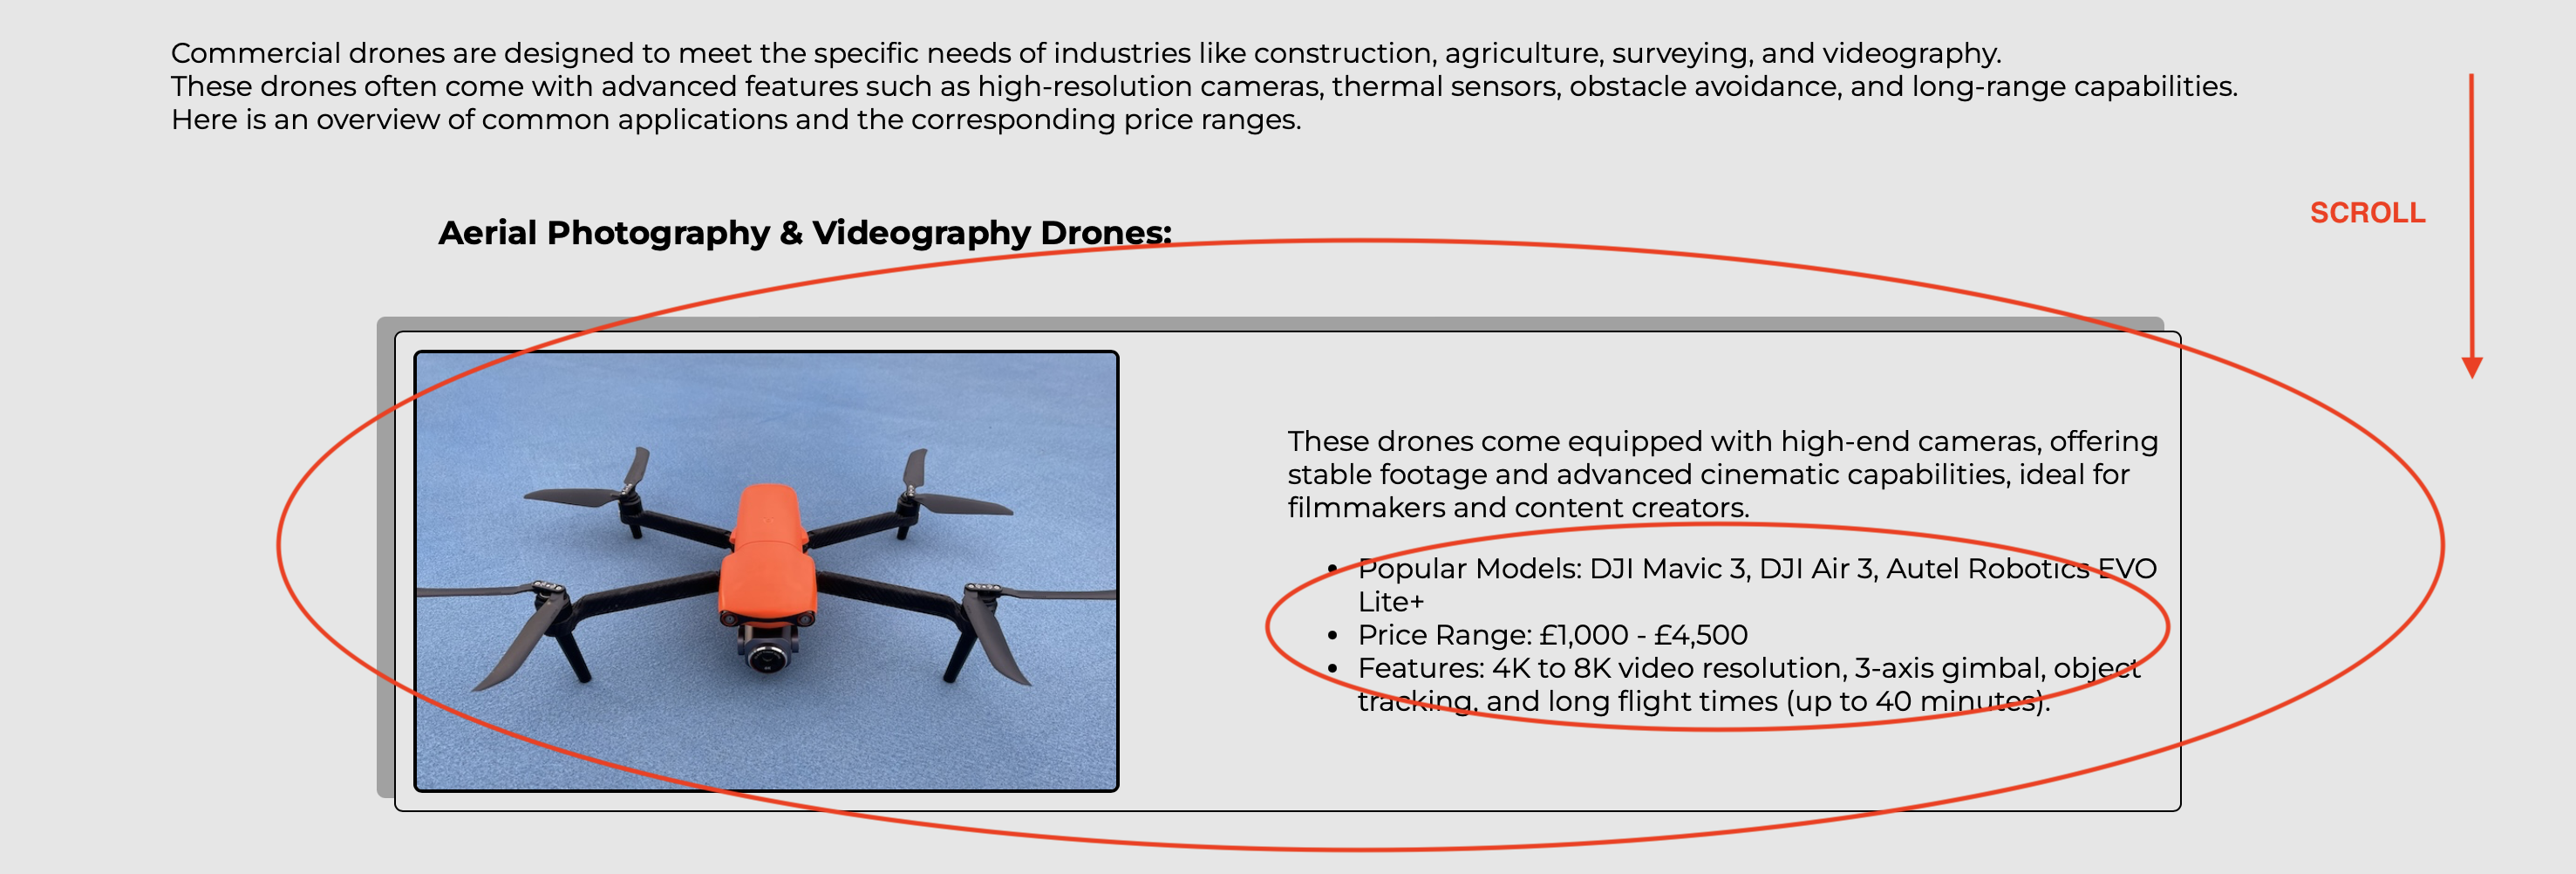 Commercial drones are designed to meet the specific needs of industries like construction, agriculture, surveying, and videography.
These drones often come with advanced features such as high-resolution cameras, thermal sensors, obstacle avoidance, and long-range capabilities.
Here is an overview of common applications and the corresponding price ranges.
SCROLL
Aerial Photography & Videography Drones:
These drones come equipped with high-end cameras, offering
stable footage and advanced cinematic capabilities, ideal for
filmmakers and content creators.
• Popular Models: DJI Mavic 3, DJI Air 3, Autel Robotics EVO
Lite+
• Price Range: £1,000 - £4,500
• Features: 4K to 8K video resolution, 3-axis gimbal, object
tracking, and long flight times (up to 40 minutes).